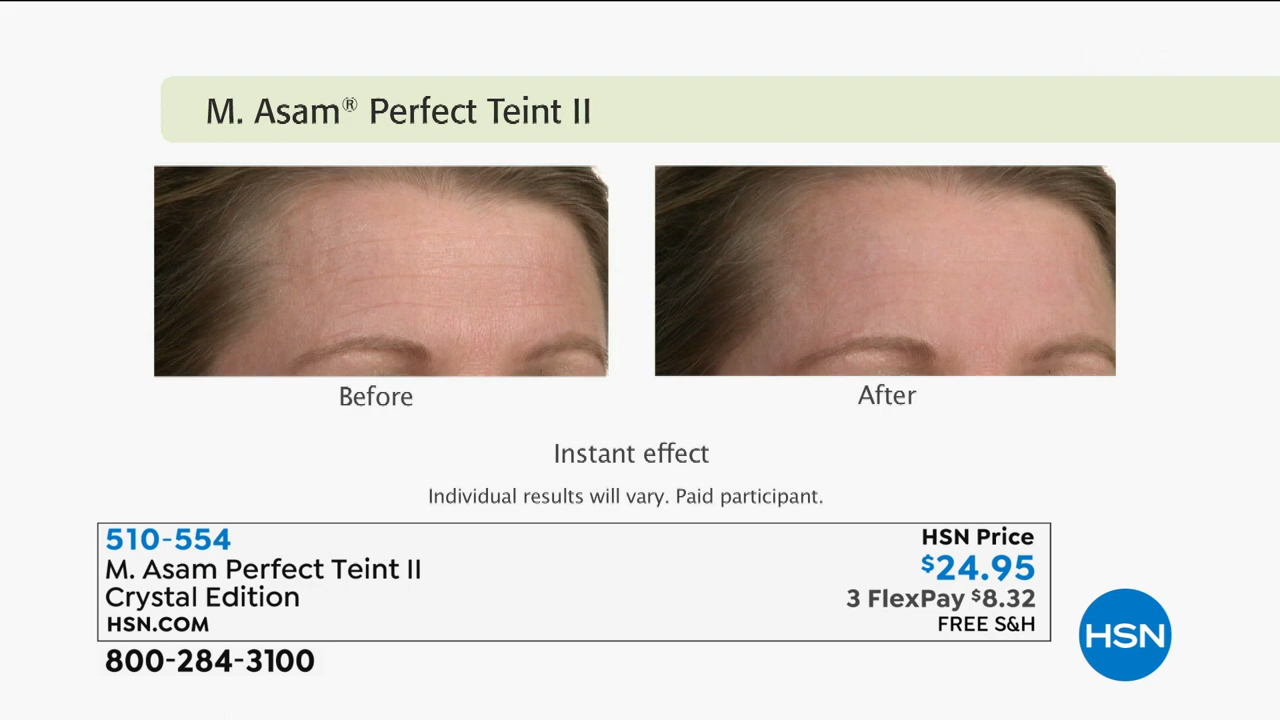 M. Asam® Perfect Teint II
Before
After
Instant effect
Individual results will vary. Paid participant.
510-554
M. Asam Perfect Teint II
Crystal Edition
HSN.COM
HSN Price
$24.95
3 FlexPay $8.32
FREE S&H
800-284-3100
HSN